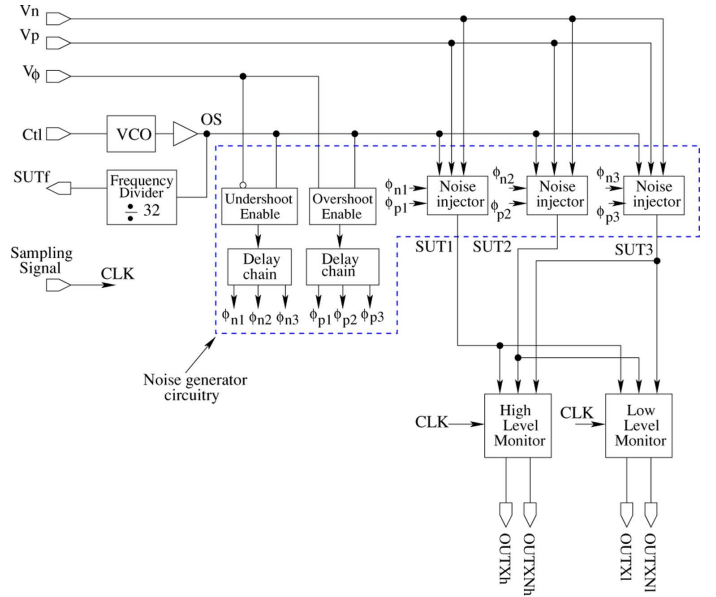 Vn
Vp
Vϕ
Ctl
VCO
OS
SUTf
Frequency
Divider
÷ 32
Sampling
Signal
CLK
Undershoot
Enable
Overshoot
Enable
Delay
chain
Delay
chain
ϕn1 ϕn2 ϕn3
ϕp1 ϕp2 ϕp3
Noise generator
circuitry
ϕn1
ϕp1
Noise
injector
ϕn2
ϕp2
Noise
injector
ϕn3
ϕp3
Noise
injector
SUT1
SUT2
SUT3
CLK
High
Level
Monitor
CLK
Low
Level
Monitor
OUTXh
OUTXNh
OUTXl
OUTXNl